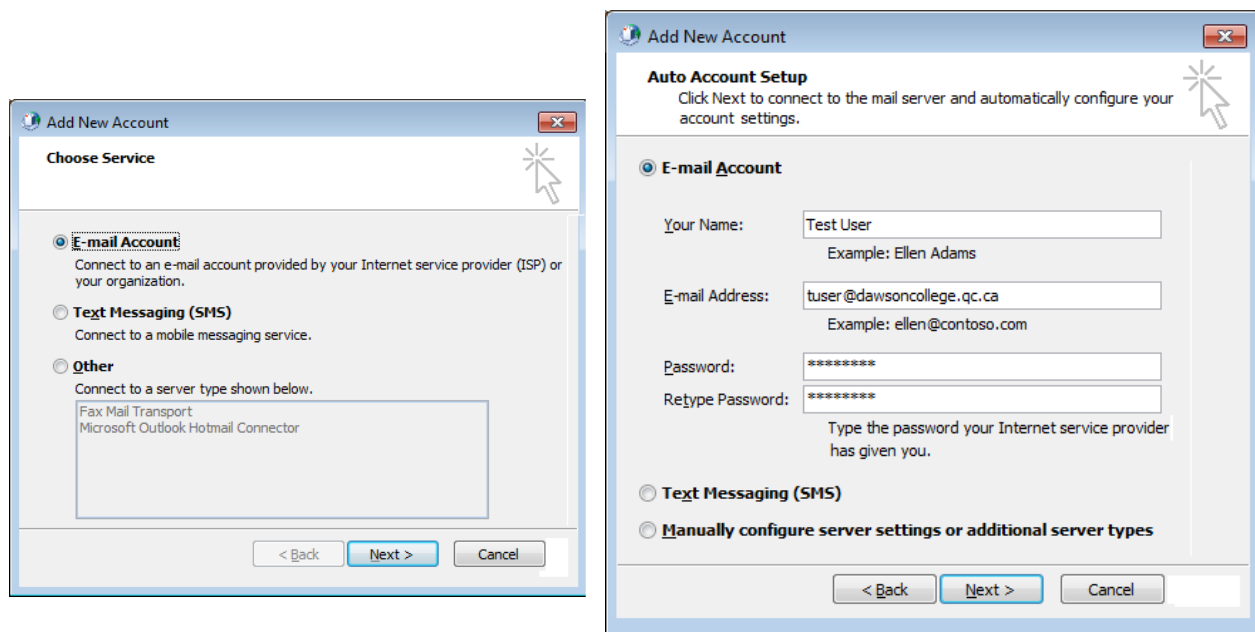 Add New Account
Choose Service
E-mail Account
Connect to an e-mail account provided by your Internet service provider (ISP) or
your organization.
Text Messaging (SMS)
Connect to a mobile messaging service.
Other
Connect to a server type shown below.
Fax Mail Transport
Microsoft Outlook Hotmail Connector
< Back
Next >
Cancel
Add New Account
Auto Account Setup
Click Next to connect to the mail server and automatically configure your
account settings.
E-mail Account
Your Name: Test User
Example: Ellen Adams
E-mail Address: tuser@dawsoncollege.qc.ca
Example: ellen@contoso.com
Password: ********
Retype Password: ********
Type the password your Internet service provider
has given you.
Text Messaging (SMS)
Manually configure server settings or additional server types
< Back
Next >
Cancel